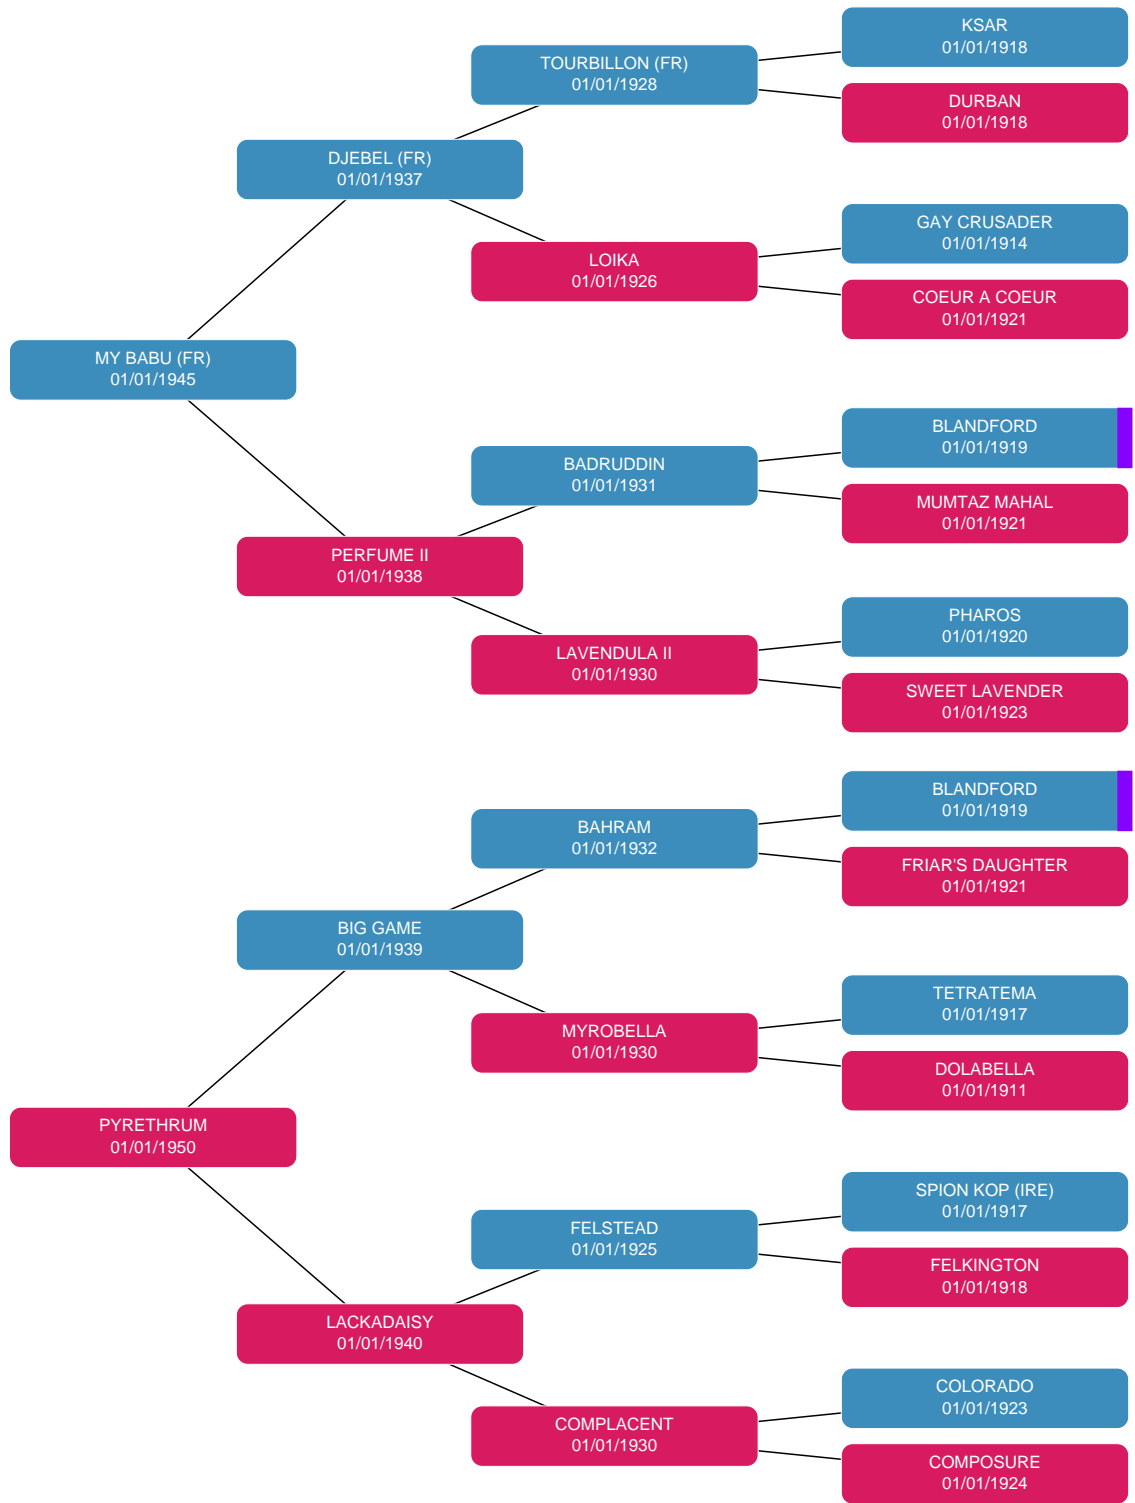 KSAR
01/01/1918
TOURBILLON (FR)
01/01/1928
DURBAN
01/01/1918
DJEBEL (FR)
01/01/1937
GAY CRUSADER
01/01/1914
LOIKA
01/01/1926
COEUR A COEUR
01/01/1921
MY BABU (FR)
01/01/1945
BLANDFORD
01/01/1919
BADRUDDIN
01/01/1931
MUMTAZ MAHAL
01/01/1921
PERFUME II
01/01/1938
PHAROS
01/01/1920
LAVENDULA II
01/01/1930
SWEET LAVENDER
01/01/1923
BLANDFORD
01/01/1919
BAHRAM
01/01/1932
FRIAR'S DAUGHTER
01/01/1921
BIG GAME
01/01/1939
TETRATEMA
01/01/1917
MYROBELLA
01/01/1930
DOLABELLA
01/01/1911
PYRETHRUM
01/01/1950
SPION KOP (IRE)
01/01/1917
FELSTEAD
01/01/1925
FELKINGTON
01/01/1918
LACKADAISY
01/01/1940
COLORADO
01/01/1923
COMPLACENT
01/01/1930
COMPOSURE
01/01/1924